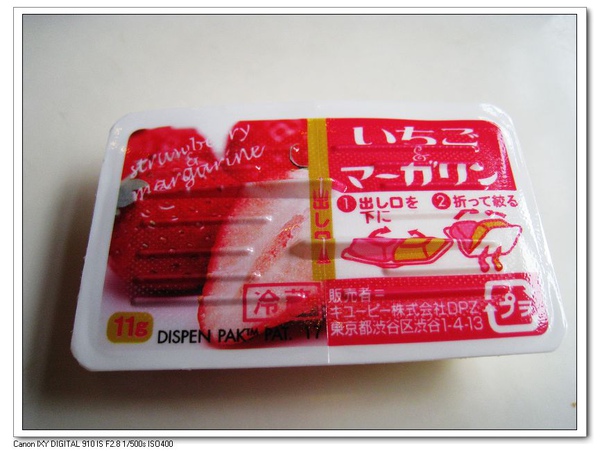 strawberry
&
margarine
いちご
&
マーガリン
出し口
1 出し口を
下に
2 折って絞る
冷蔵
販売者=
キユーピー株式会社DPZ
東京都渋谷区渋谷1-4-13
プラ
11g
DISPEN PAK™ PAT. 17
Canon IXY DIGITAL 910 IS F2.8 1/500s ISO400